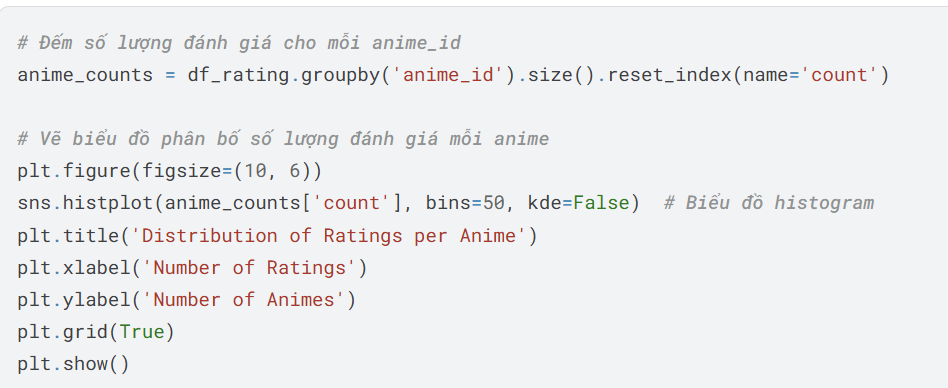 # Đếm số lượng đánh giá cho mỗi anime_id
anime_counts = df_rating.groupby('anime_id').size().reset_index(name='count')
# Vẽ biểu đồ phân bố số lượng đánh giá mỗi anime
plt.figure(figsize=(10, 6))
sns.histplot(anime_counts['count'], bins=50, kde=False)  # Biểu đồ histogram
plt.title('Distribution of Ratings per Anime')
plt.xlabel('Number of Ratings')
plt.ylabel('Number of Animes')
plt.grid(True)
plt.show()